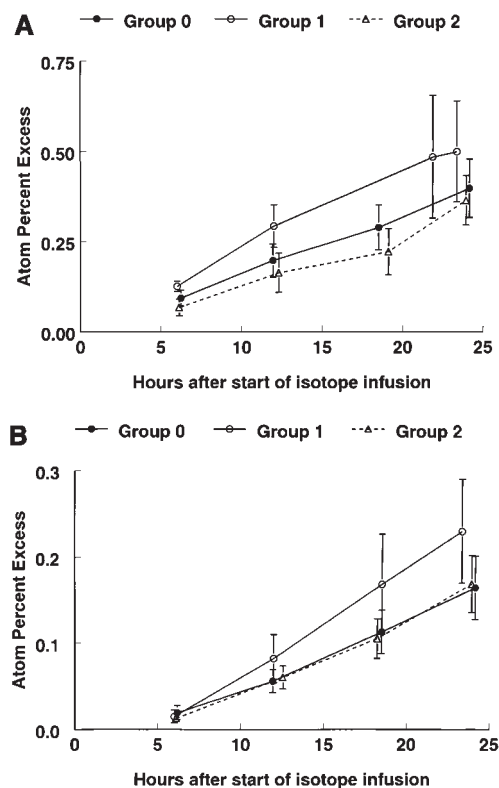 A
Group 0 Group 1 Group 2
0.75
0.50
0.25
0.00
Atom Percent Excess
0 5 10 15 20 25
Hours after start of isotope infusion
B
Group 0 Group 1 Group 2
0.3
0.2
0.1
0.0
Atom Percent Excess
0 5 10 15 20 25
Hours after start of isotope infusion